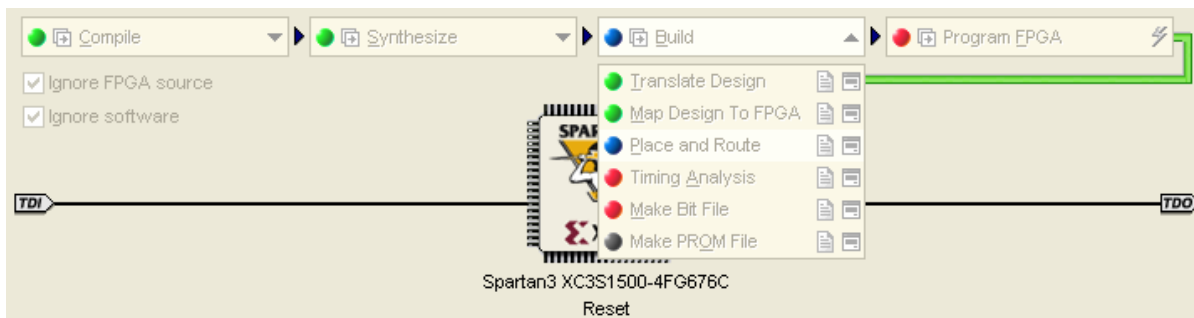 Compile
Synthesize
Build
Program FPGA
Ignore FPGA source
Ignore software
Translate Design
Map Design To FPGA
Place and Route
Timing Analysis
Make Bit File
Make PROM File
SPAR
TDI
TDO
Spartan3 XC3S1500-4FG676C
Reset